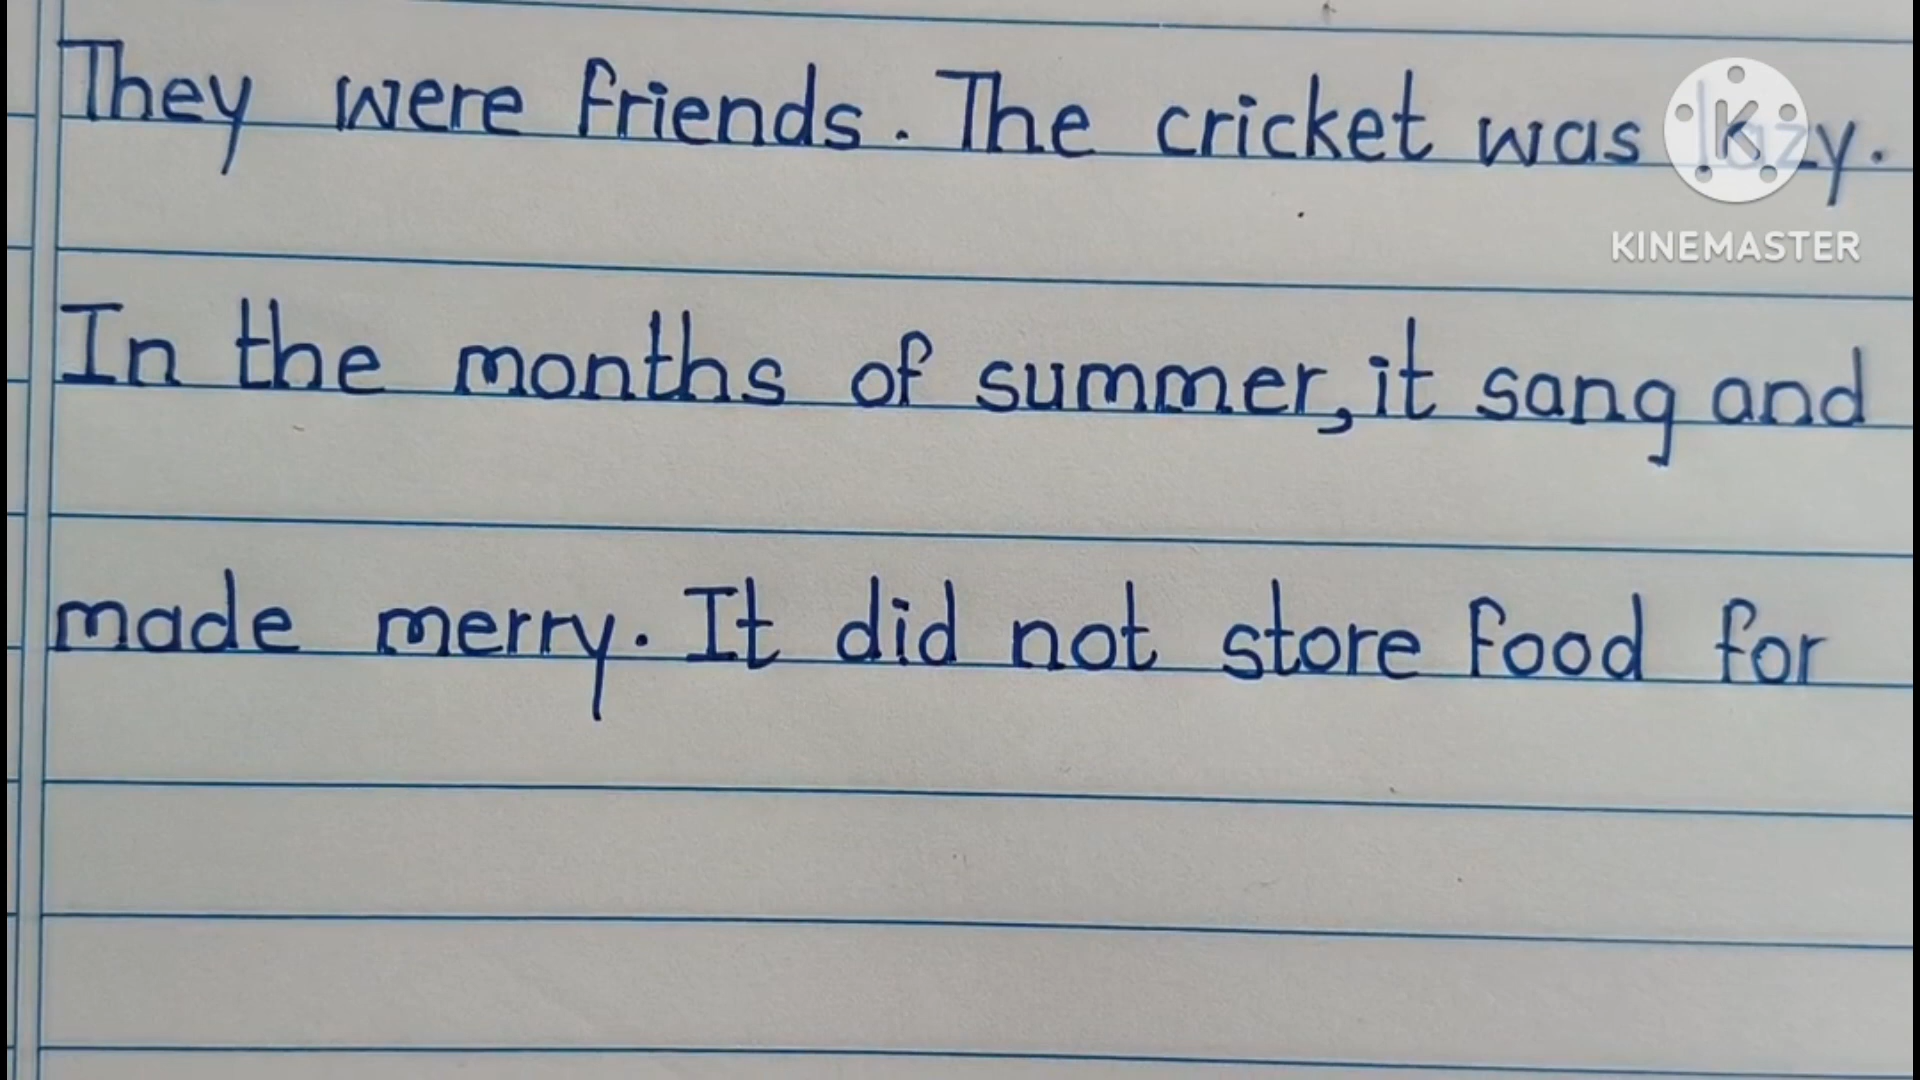 They were friends. The cricket was lazy.
KINEMASTER
In the months of summer, it sang and
made merry. It did not store food for